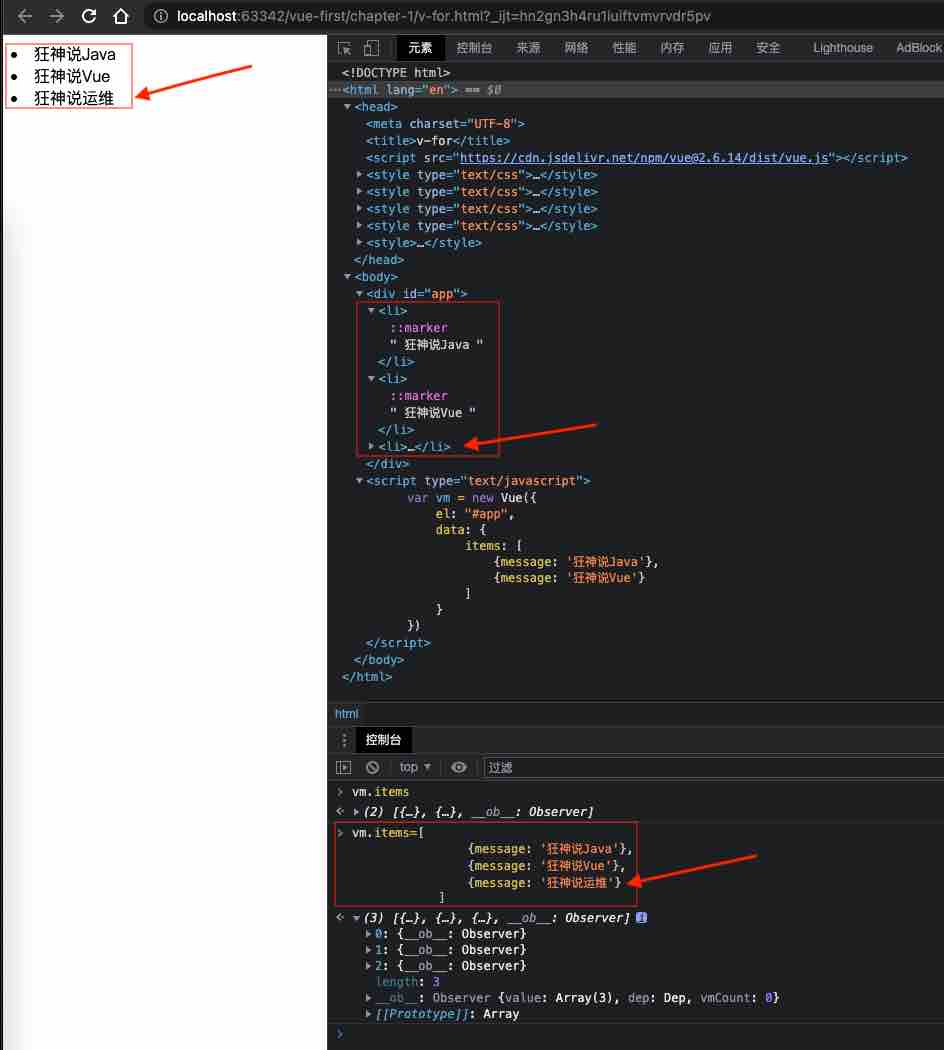 localhost:63342/vue-first/chapter-1/v-for.html?_ijt=hn2gn3h4ru1iuiftvmvrvdr5pv
狂神说Java
狂神说Vue
狂神说运维
元素 控制台 来源 网络 性能 内存 应用 安全 Lighthouse AdBlock
<!DOCTYPE html>
<html lang="en"> == $0
<head>
<meta charset="UTF-8">
<title>v-for</title>
<script src="https://cdn.jsdelivr.net/npm/vue@2.6.14/dist/vue.js"></script>
<style type="text/css">…</style>
<style type="text/css">…</style>
<style type="text/css">…</style>
<style type="text/css">…</style>
<style>…</style>
</head>
<body>
<div id="app">
<li>
::marker
" 狂神说Java "
</li>
<li>
::marker
" 狂神说Vue "
</li>
<li>…</li>
</div>
<script type="text/javascript">
var vm = new Vue({
el: "#app",
data: {
items: [
{message: '狂神说Java'},
{message: '狂神说Vue'}
]
}
})
</script>
</body>
</html>
html
控制台
top 过滤
vm.items
(2) [{…}, {…}, __ob__: Observer]
vm.items=[
{message: '狂神说Java'},
{message: '狂神说Vue'},
{message: '狂神说运维'}
]
(3) [{…}, {…}, {…}, __ob__: Observer]
0: {__ob__: Observer}
1: {__ob__: Observer}
2: {__ob__: Observer}
length: 3
__ob__: Observer {value: Array(3), dep: Dep, vmCount: 0}
[[Prototype]]: Array